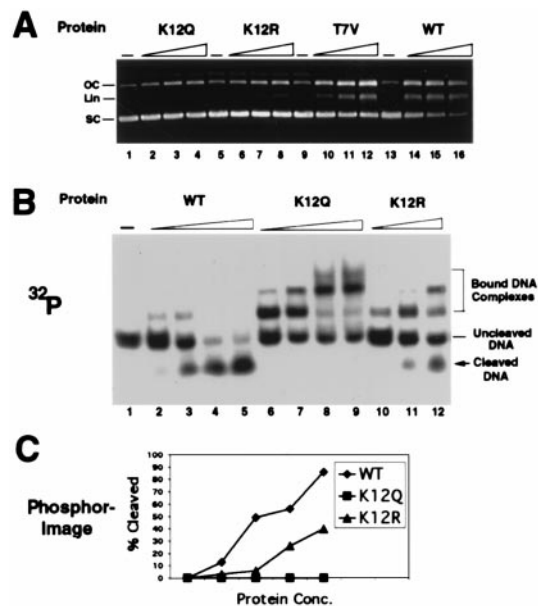 A
Protein K12Q K12R T7V WT
OC
Lin
SC
1 2 3 4 5 6 7 8 9 10 11 12 13 14 15 16
B
Protein WT K12Q K12R
32P
Bound DNA
Complexes
Uncleaved
DNA
Cleaved
DNA
1 2 3 4 5 6 7 8 9 10 11 12
C
Phosphor-
Image
% Cleaved
100
90
80
70
60
50
40
30
20
10
0
WT
K12Q
K12R
Protein Conc.